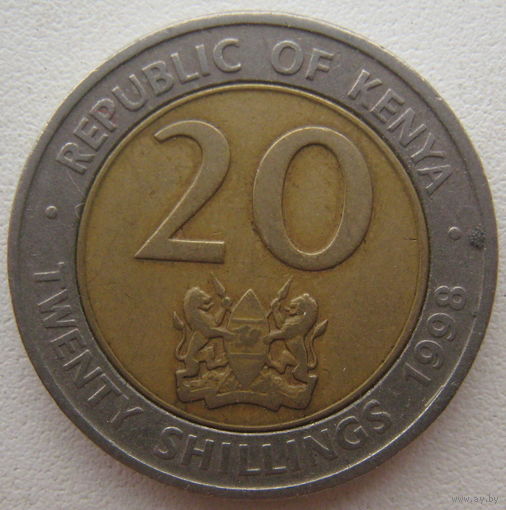 REPUBLIC OF KENYA
20
TWENTY SHILLINGS 1998
www.ay.by